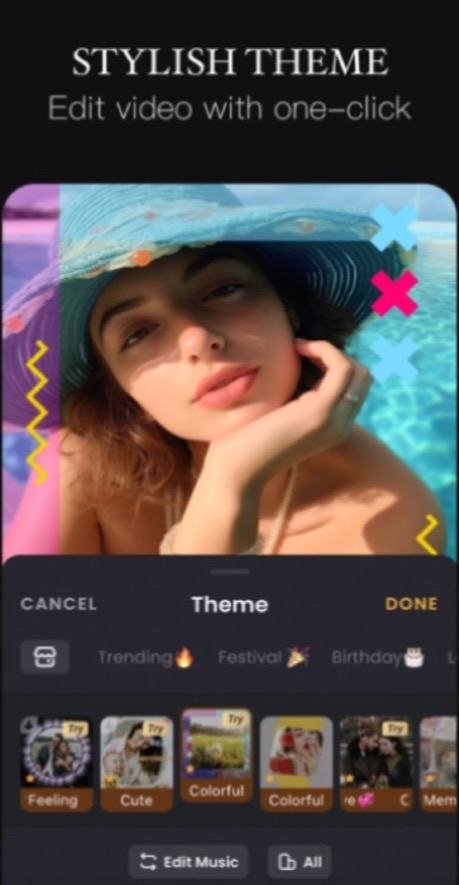 STYLISH THEME
Edit video with one-click
CANCEL Theme DONE
Trending🔥 Festival 🎉 Birthday🎂
Try Try Try Try
Feeling Cute Colorful Colorful ve💞 C Mem
Edit Music All